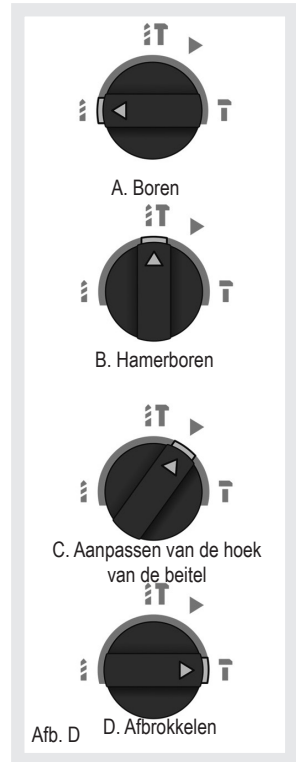 A. Boren
B. Hamerboren
C. Aanpassen van de hoek
van de beitel
D. Afbrokkelen
Afb. D